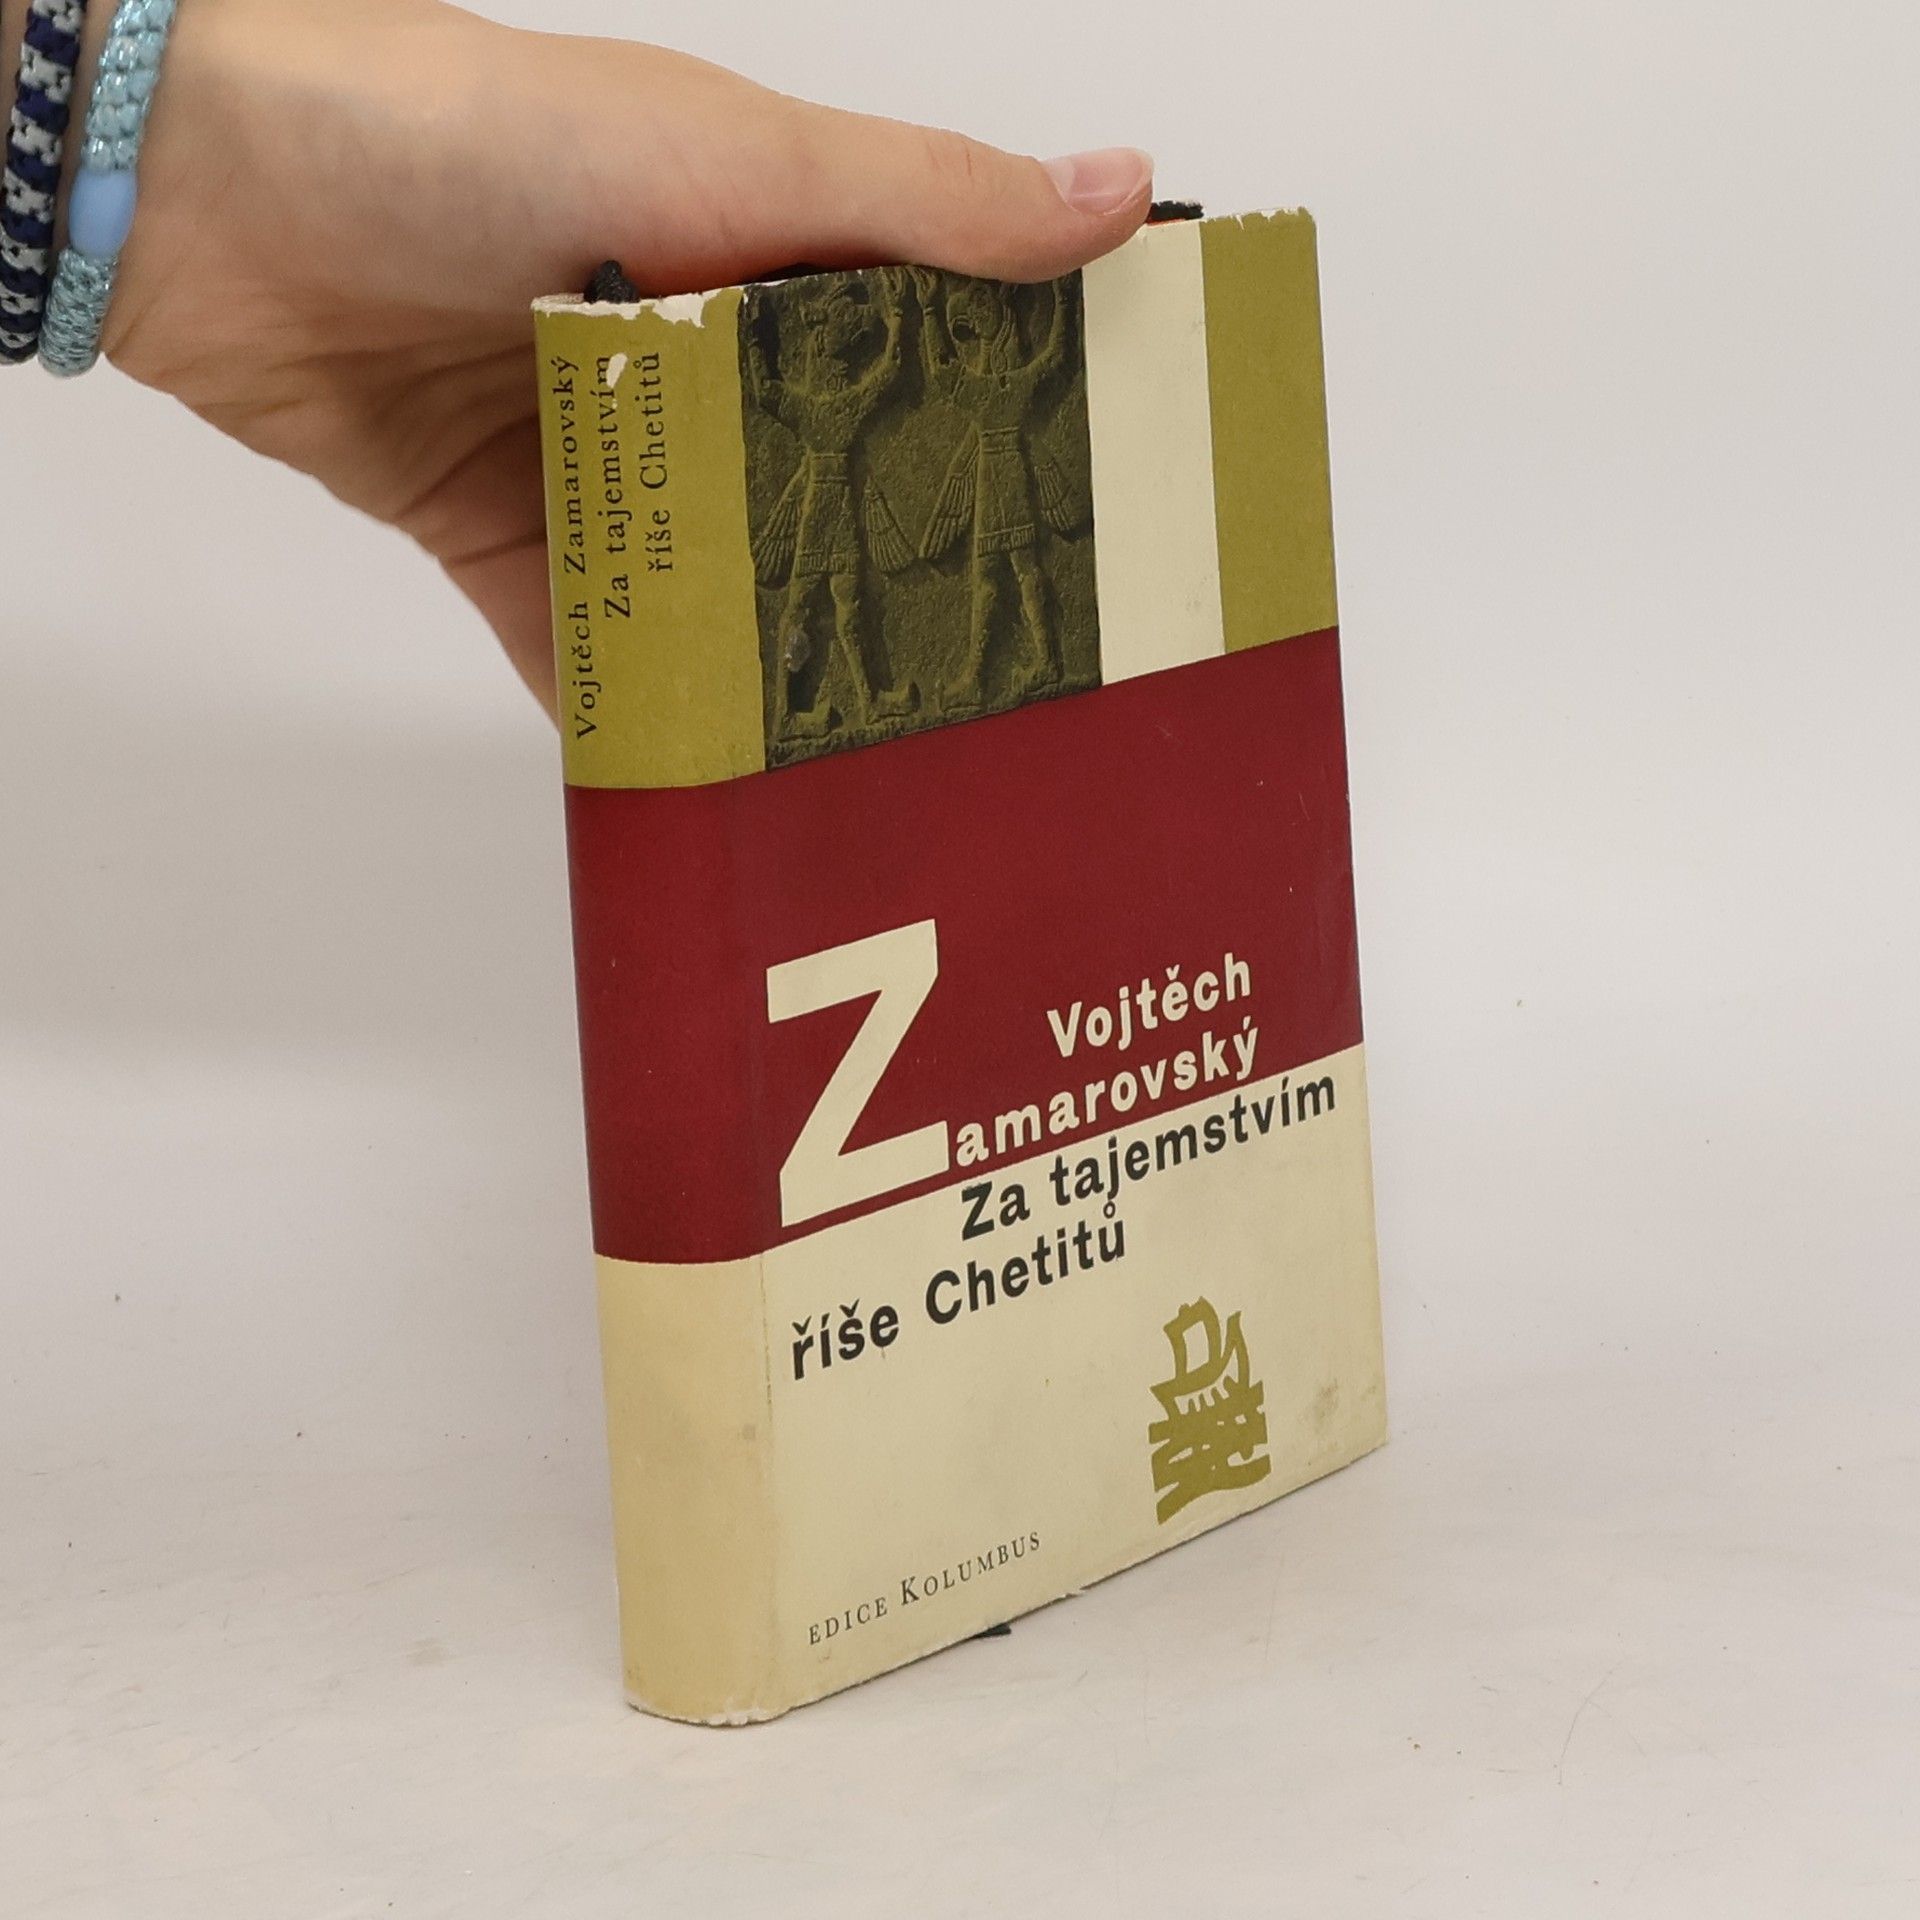 Vojtěch Zamarovský
Za tajemstvím
říše Chetitů
Vojtěch
Zamarovský
Za tajemstvím
říše Chetitů
EDICE KOLUMBUS